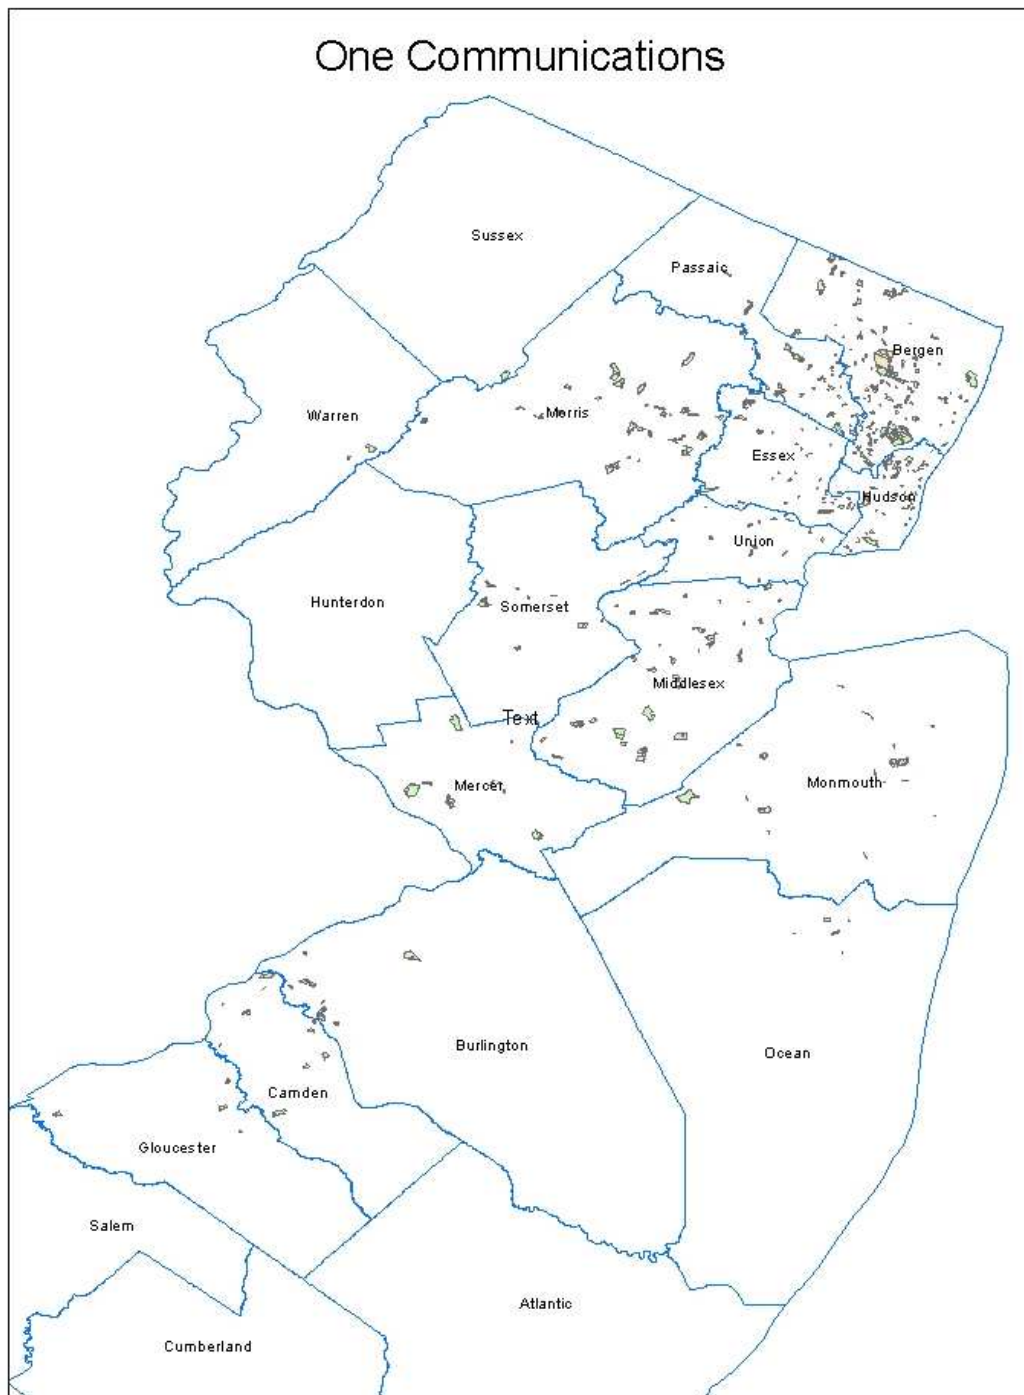 One Communications
Sussex
Passaic
Bergen
Warren
Morris
Essex
Hudson
Union
Hunterdon
Somerset
Middlesex
Text
Mercer
Monmouth
Burlington
Ocean
Camden
Gloucester
Salem
Atlantic
Cumberland